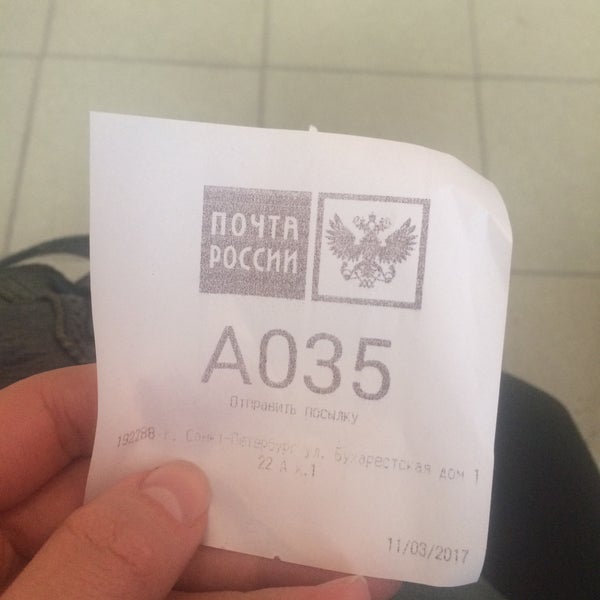 ПОЧТА
РОССИИ
А035
Отправить посылку
192288 г. Санкт-Петербург ул. Бухарестская дом 1
22 А к.1
11/03/2017